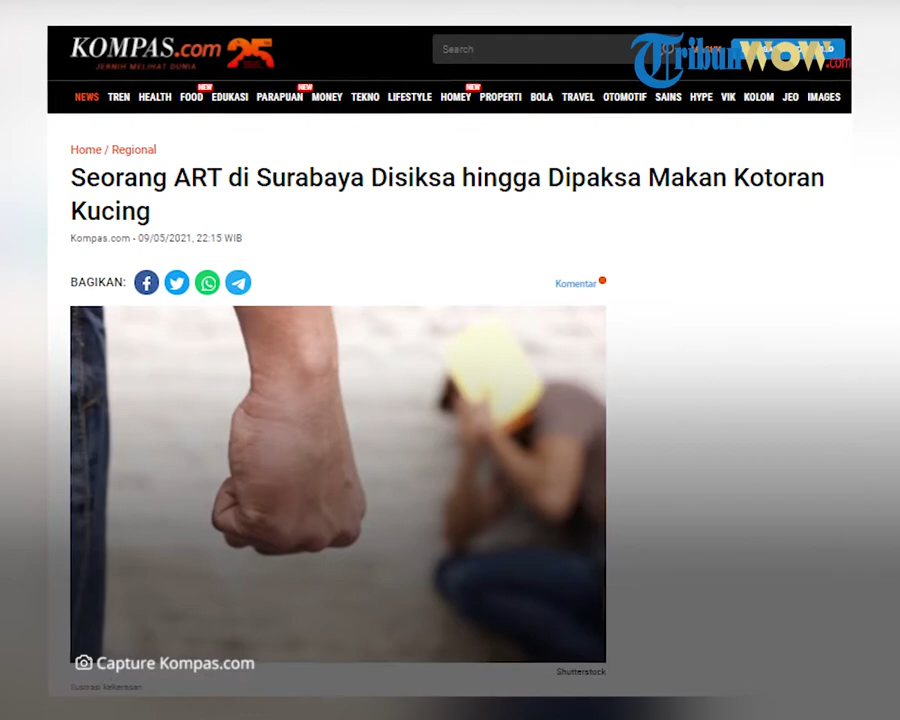 KOMPAS.com 25
JERNIH MELIHAT DUNIA
Search
TribunWOW.com
NEWS TREN HEALTH FOOD NEW EDUKASI PARAPUAN NEW MONEY TEKNO LIFESTYLE HOMEY NEW PROPERTI BOLA TRAVEL OTOMOTIF SAINS HYPE VIK KOLOM JEO IMAGES
Home / Regional
Seorang ART di Surabaya Disiksa hingga Dipaksa Makan Kotoran
Kucing
Kompas.com - 09/05/2021, 22:15 WIB
BAGIKAN:
Komentar
Capture Kompas.com
Shutterstock
Ilustrasi kekerasan